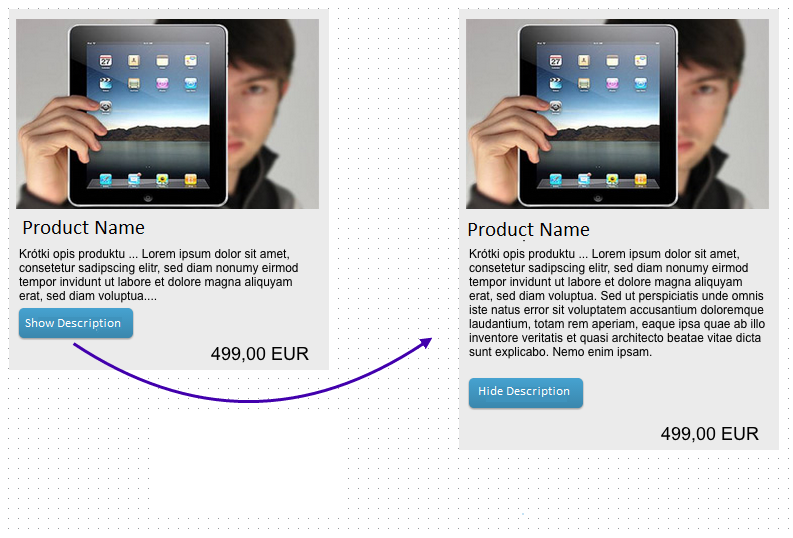 Product Name
Krótki opis produktu ... Lorem ipsum dolor sit amet,
consetetur sadipscing elitr, sed diam nonumy eirmod
tempor invidunt ut labore et dolore magna aliquyam
erat, sed diam voluptua....
Show Description
499,00 EUR
Product Name
Krótki opis produktu ... Lorem ipsum dolor sit amet,
consetetur sadipscing elitr, sed diam nonumy eirmod
tempor invidunt ut labore et dolore magna aliquyam
erat, sed diam voluptua. Sed ut perspiciatis unde omnis
iste natus error sit voluptatem accusantium doloremque
laudantium, totam rem aperiam, eaque ipsa quae ab illo
inventore veritatis et quasi architecto beatae vitae dicta
sunt explicabo. Nemo enim ipsam.
Hide Description
499,00 EUR